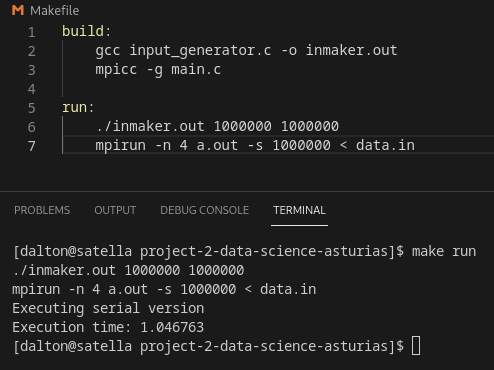 M Makefile
1 build:
2 gcc input_generator.c -o inmaker.out
3 mpicc -g main.c
4
5 run:
6 ./inmaker.out 1000000 1000000
7 mpirun -n 4 a.out -s 1000000 < data.in
PROBLEMS OUTPUT DEBUG CONSOLE TERMINAL
[dalton@satella project-2-data-science-asturias]$ make run
./inmaker.out 1000000 1000000
mpirun -n 4 a.out -s 1000000 < data.in
Executing serial version
Execution time: 1.046763
[dalton@satella project-2-data-science-asturias]$